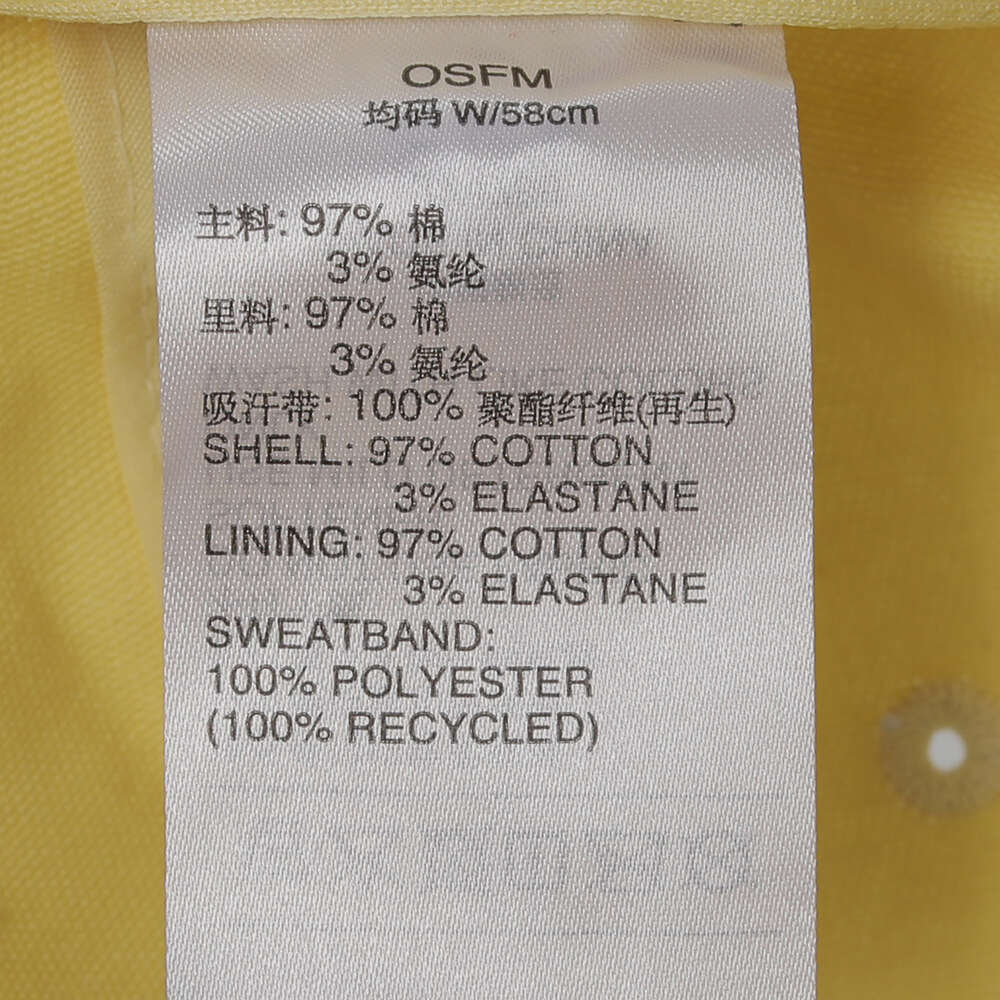 OSFM
均码 W/58cm
主料: 97% 棉
3% 氨纶
里料: 97% 棉
3% 氨纶
吸汗带: 100% 聚酯纤维(再生)
SHELL: 97% COTTON
3% ELASTANE
LINING: 97% COTTON
3% ELASTANE
SWEATBAND:
100% POLYESTER
(100% RECYCLED)